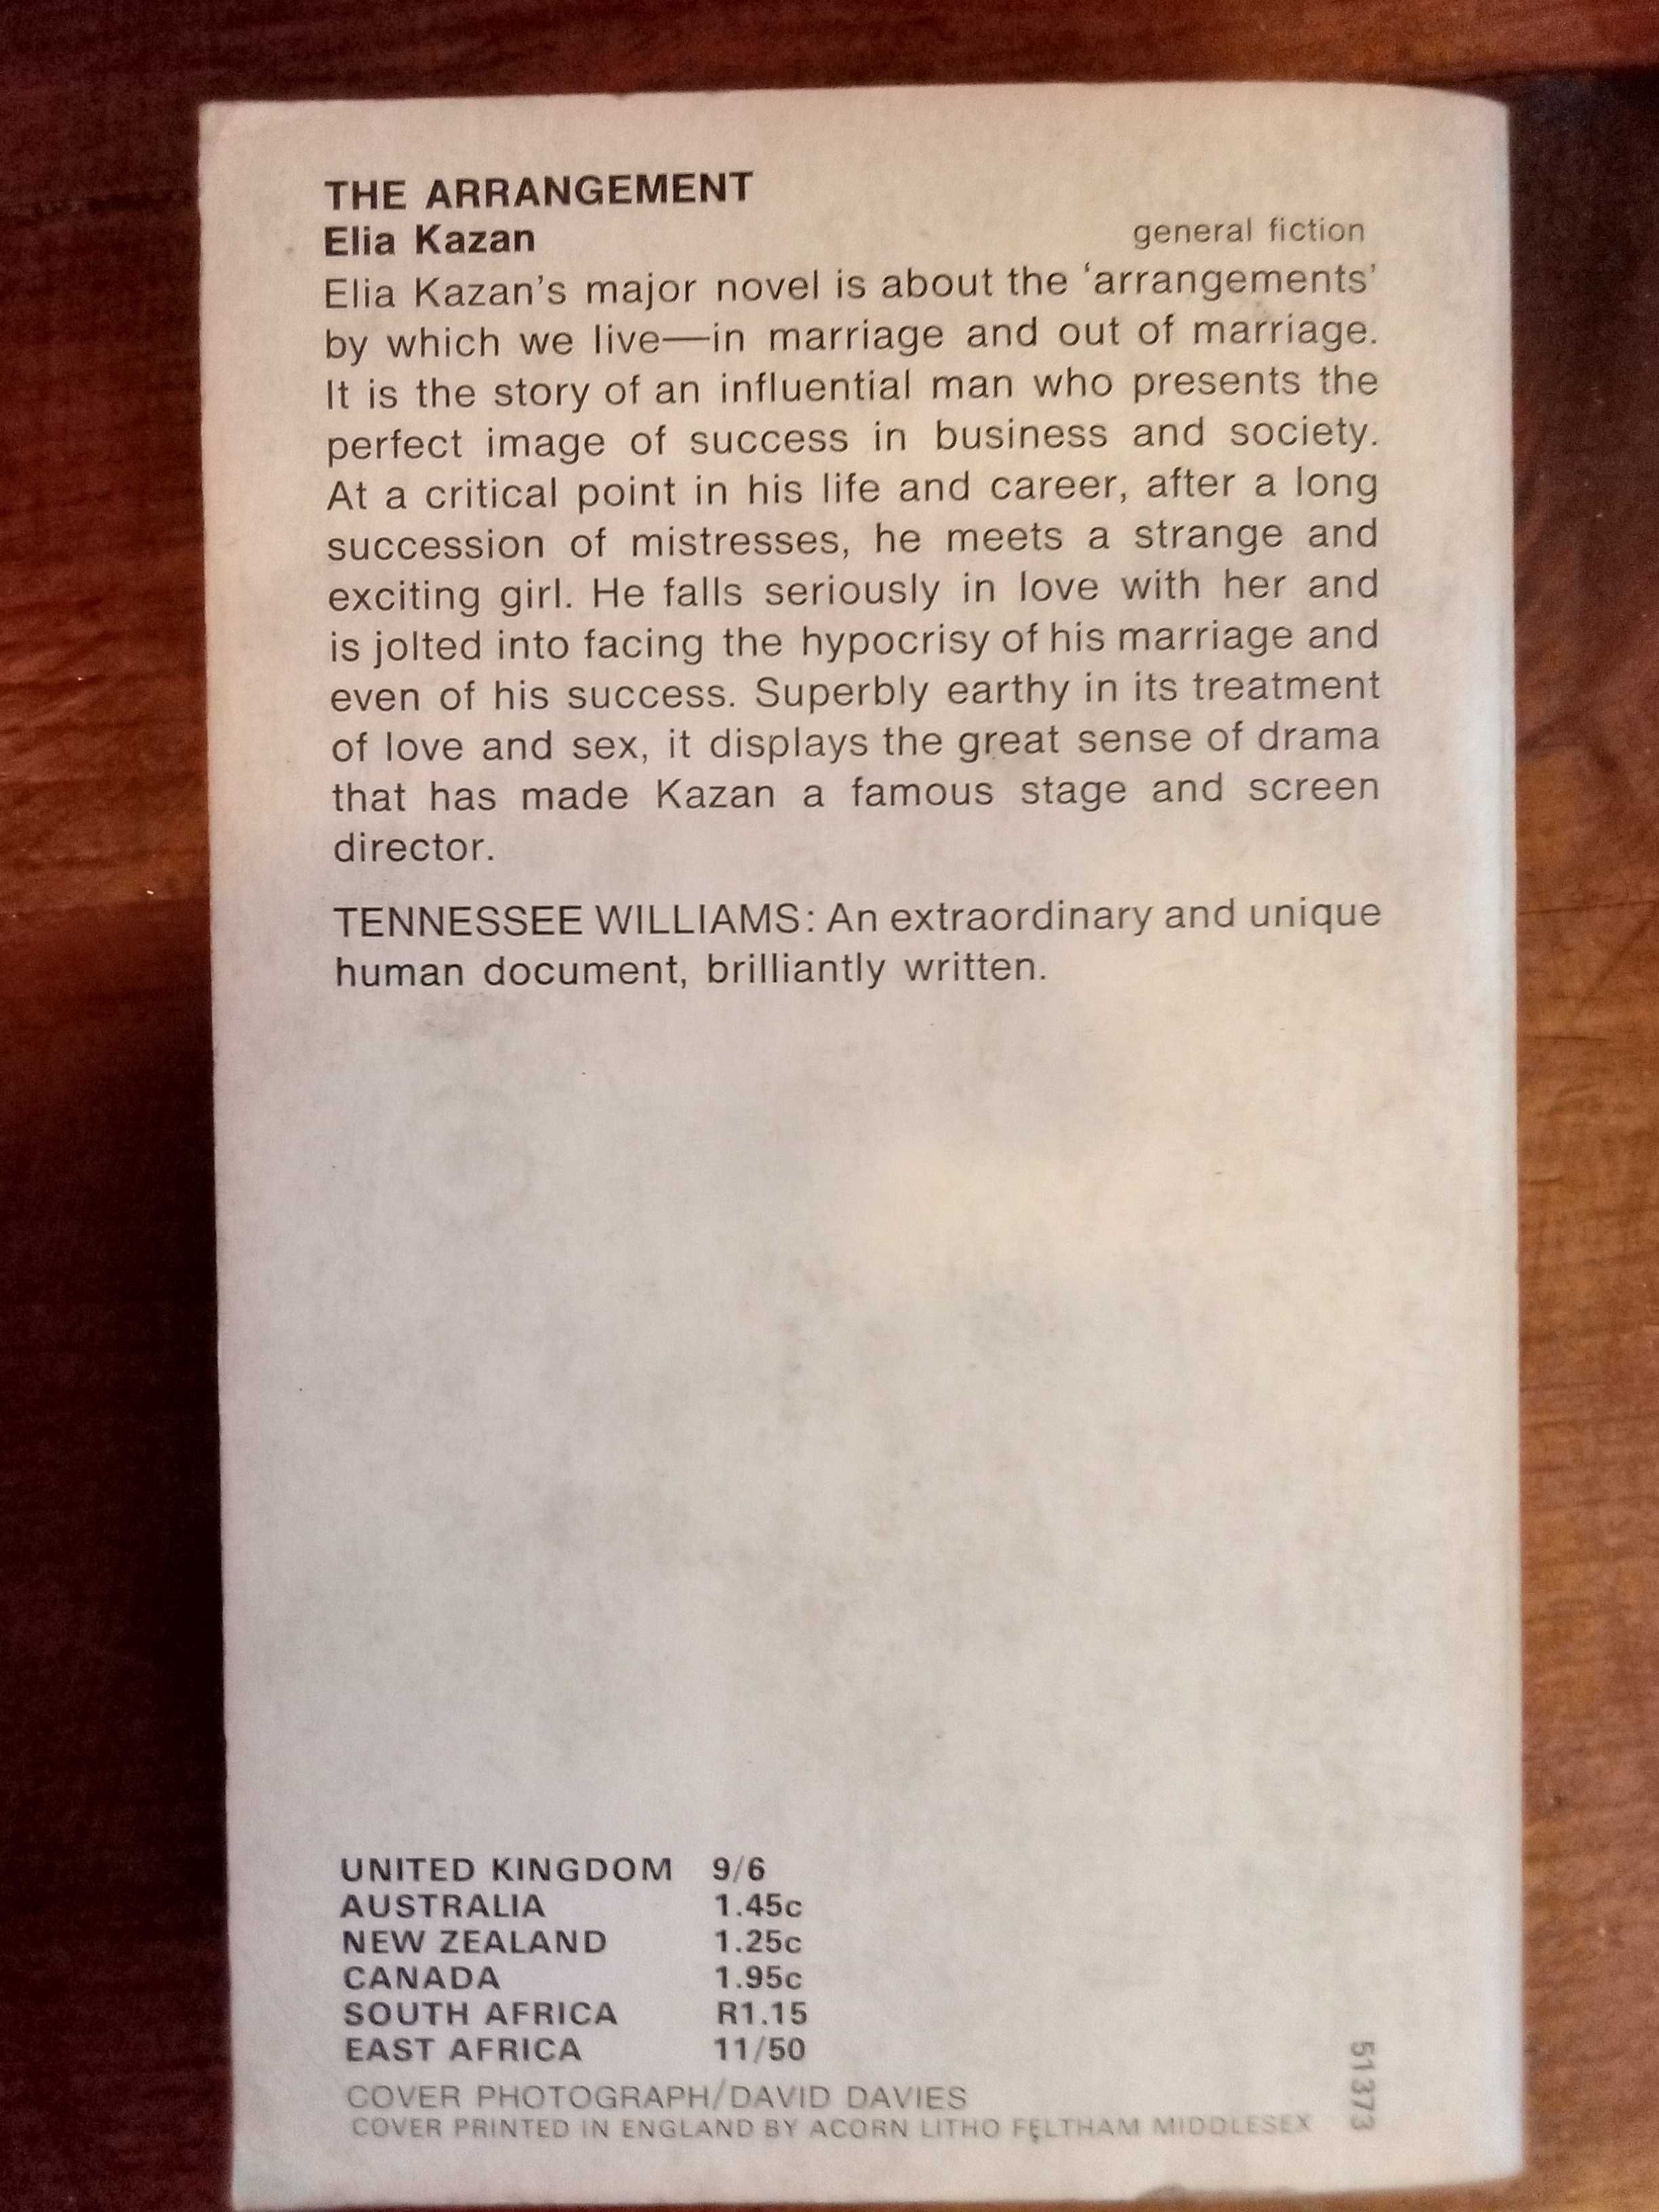 THE ARRANGEMENT
Elia Kazan
general fiction
Elia Kazan's major novel is about the 'arrangements'
by which we live—in marriage and out of marriage.
It is the story of an influential man who presents the
perfect image of success in business and society.
At a critical point in his life and career, after a long
succession of mistresses, he meets a strange and
exciting girl. He falls seriously in love with her and
is jolted into facing the hypocrisy of his marriage and
even of his success. Superbly earthy in its treatment
of love and sex, it displays the great sense of drama
that has made Kazan a famous stage and screen
director.
TENNESSEE WILLIAMS: An extraordinary and unique
human document, brilliantly written.
UNITED KINGDOM 9/6
AUSTRALIA 1.45c
NEW ZEALAND 1.25c
CANADA 1.95c
SOUTH AFRICA R1.15
EAST AFRICA 11/50
COVER PHOTOGRAPH/DAVID DAVIES
COVER PRINTED IN ENGLAND BY ACORN LITHO FELTHAM MIDDLESEX
51373